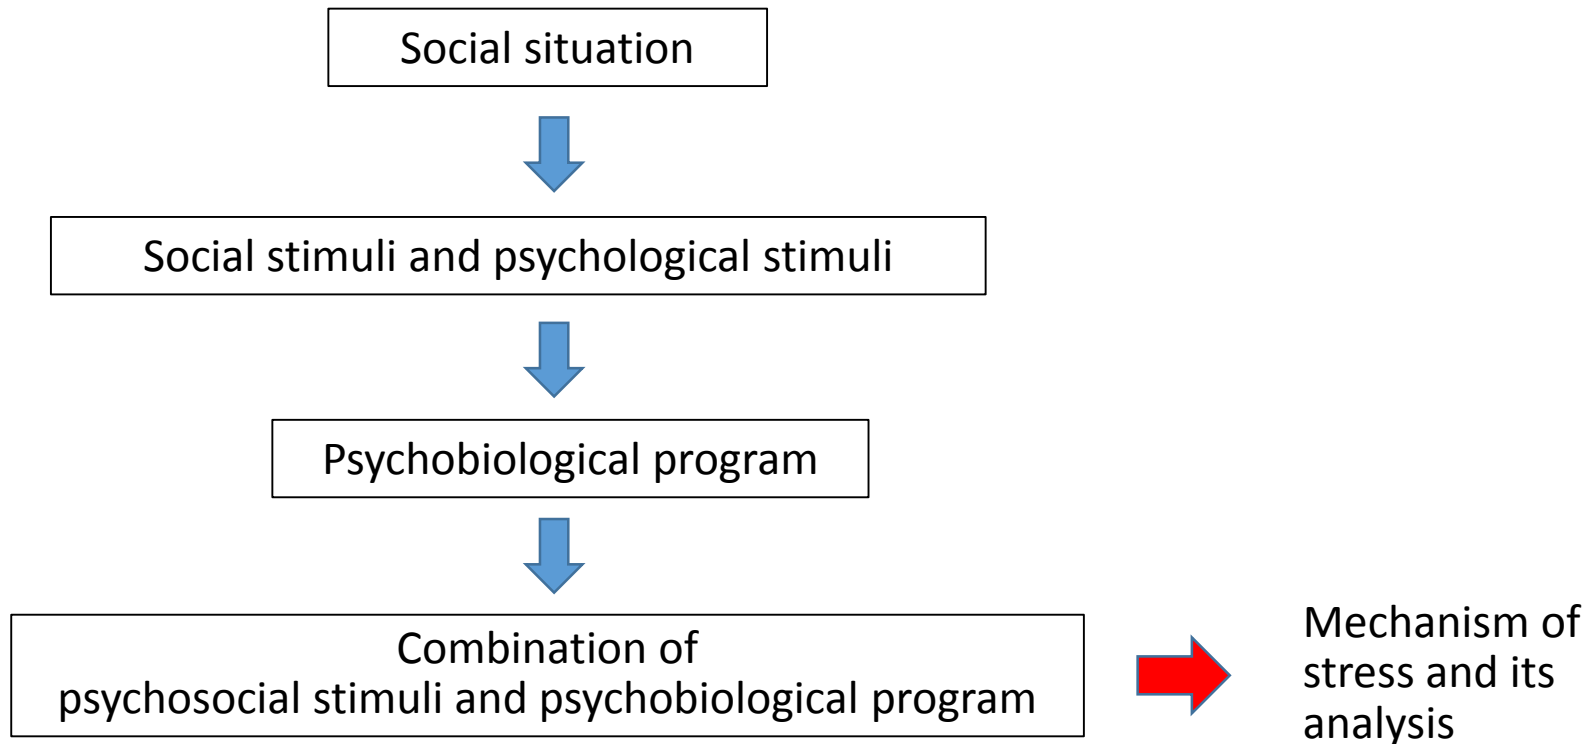 Social situation
Social stimuli and psychological stimuli
Psychobiological program
Combination of
psychosocial stimuli and psychobiological program
Mechanism of
stress and its
analysis